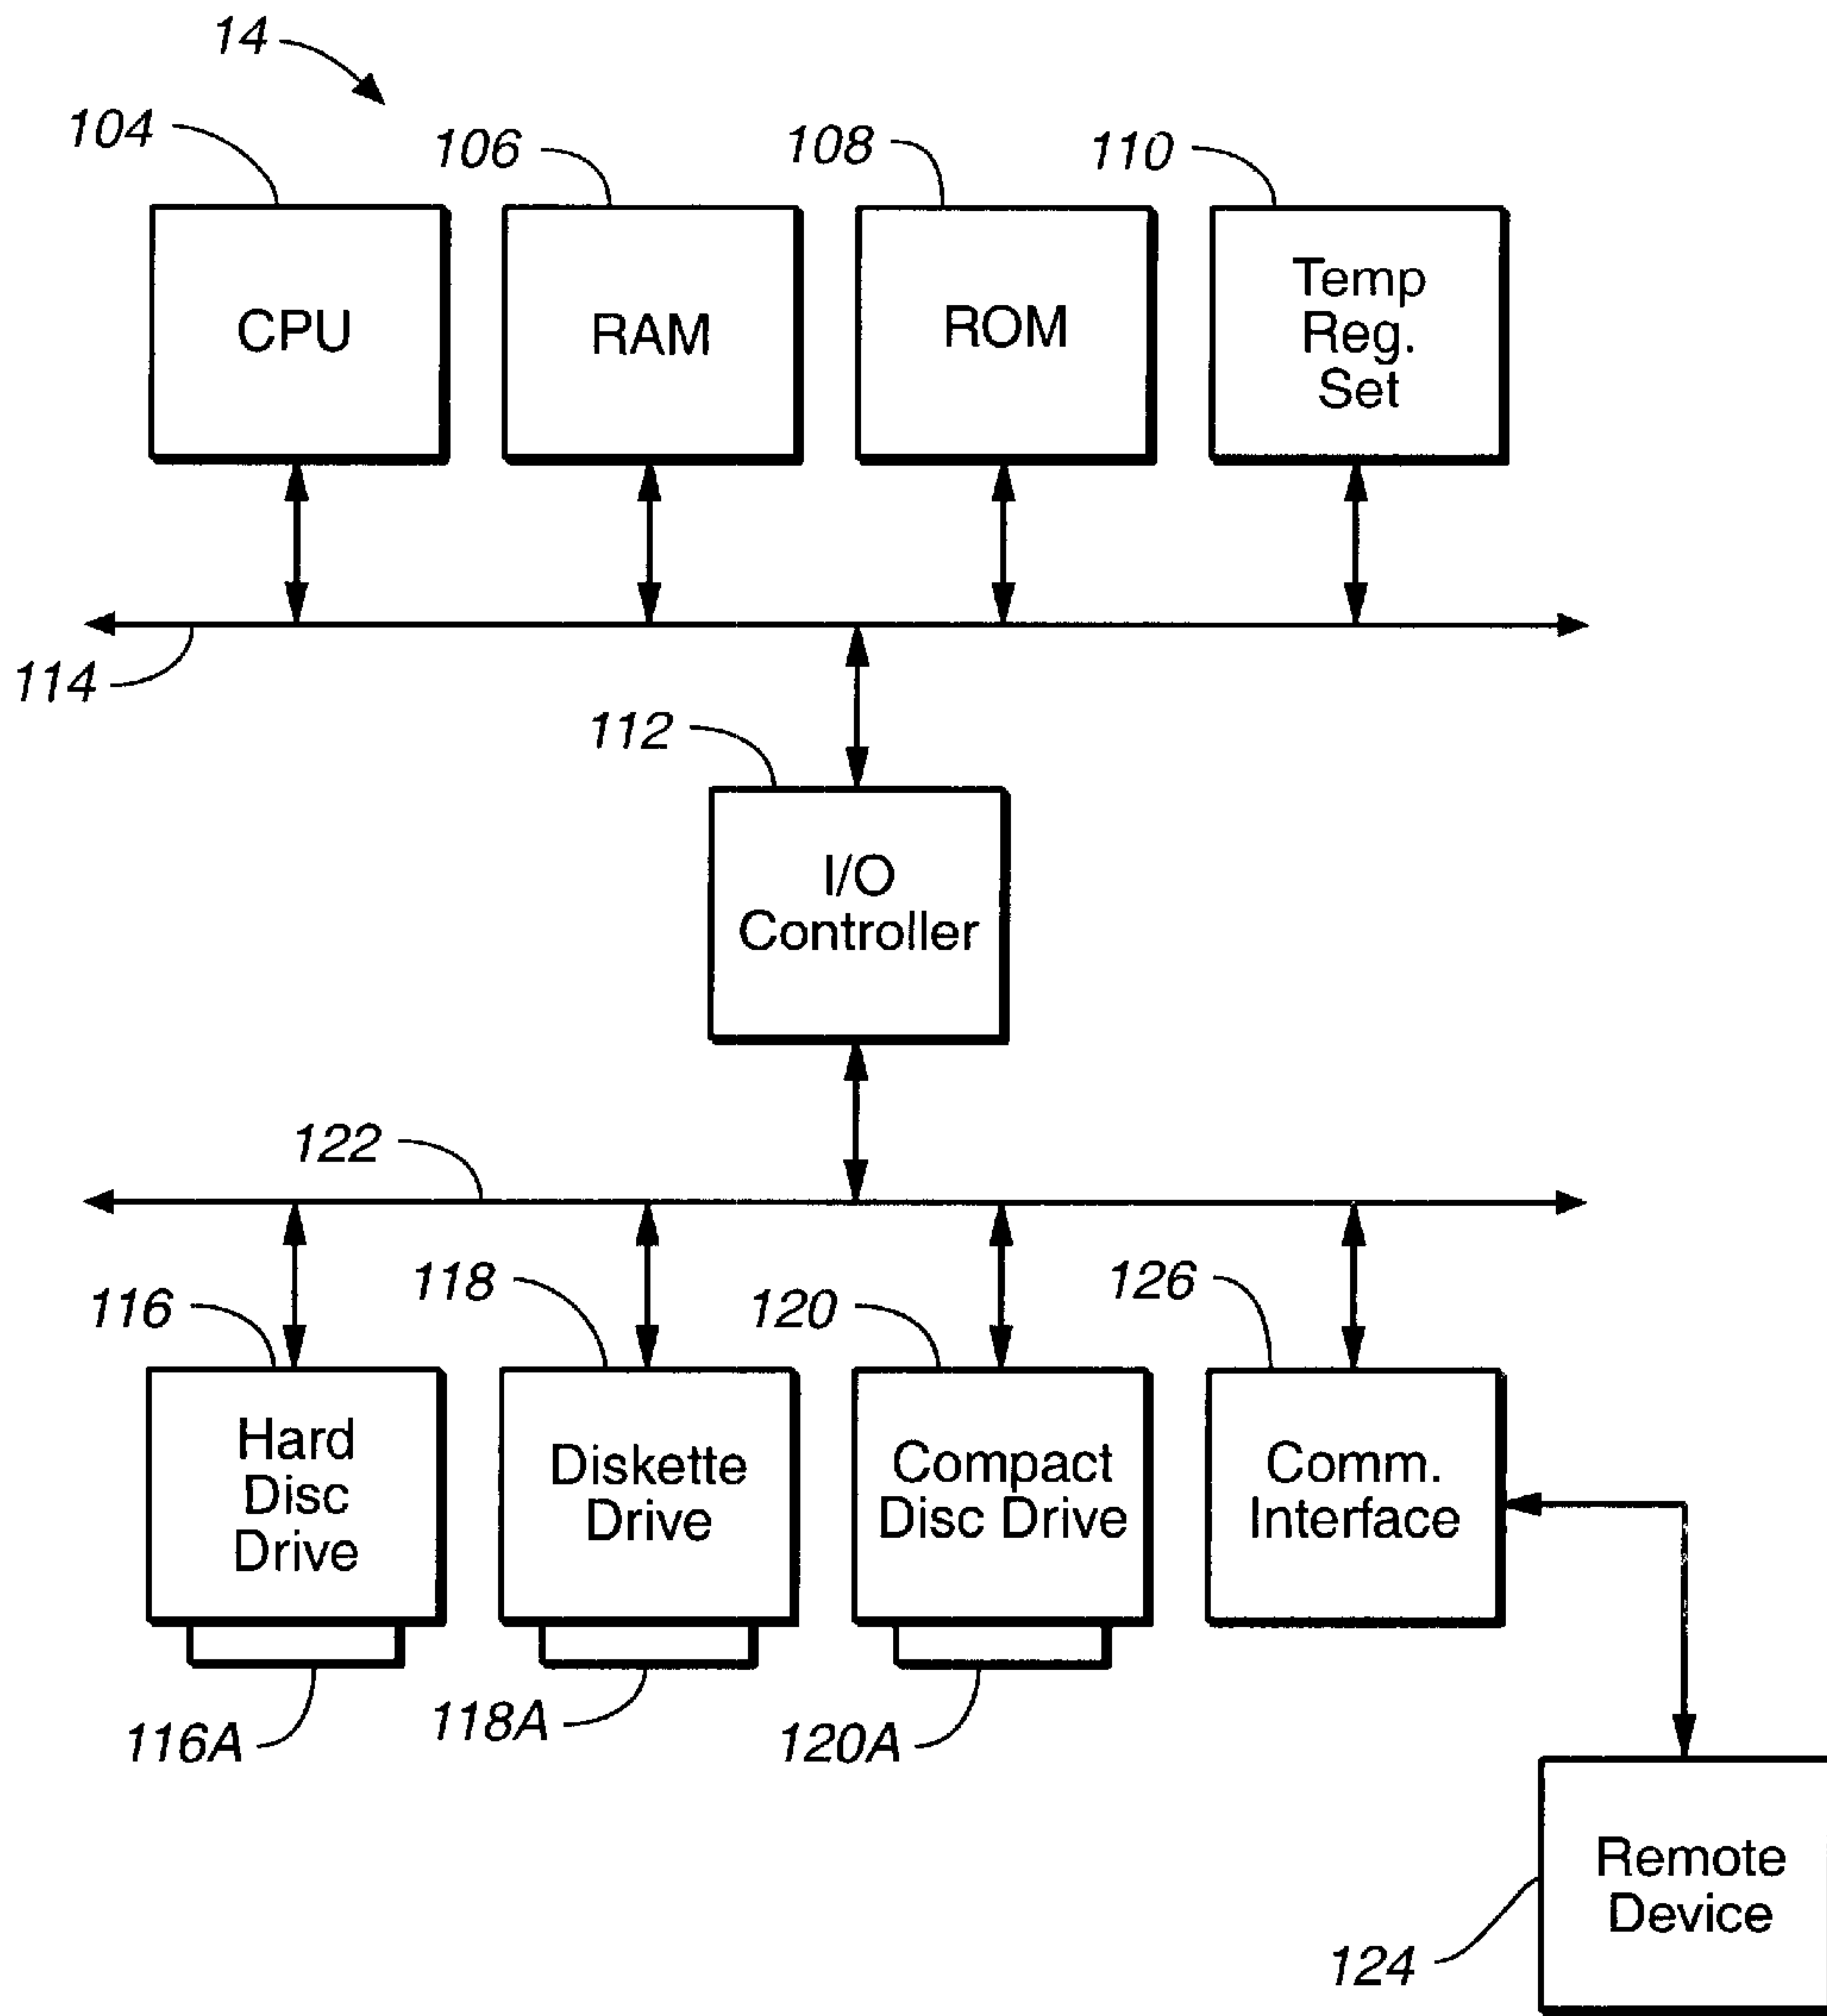 14
104
106
108
110
CPU
RAM
ROM
Temp
Reg.
Set
114
112
I/O
Controller
122
116
118
120
126
Hard
Disc
Drive
Diskette
Drive
Compact
Disc Drive
Comm.
Interface
116A
118A
120A
Remote
Device
124